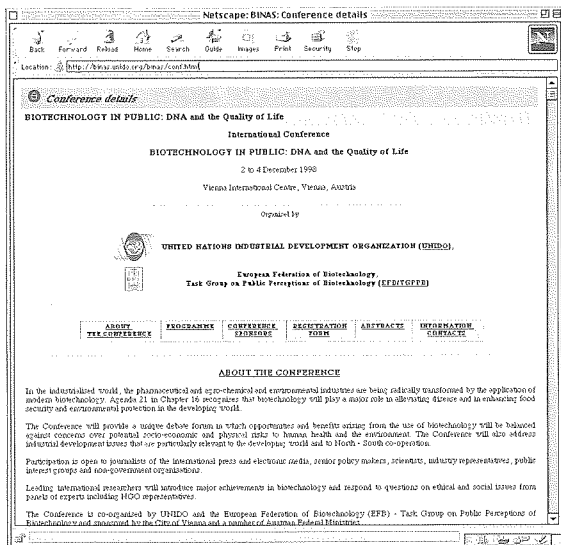 Netscape: BINAS: Conference details
Back Forward Reload Home Search Guide Images Print Security Stop
Location: http://binas.unido.org/binas/conf.html
Conference details
BIOTECHNOLOGY IN PUBLIC: DNA and the Quality of Life
International Conference
BIOTECHNOLOGY IN PUBLIC: DNA and the Quality of Life
2 to 4 December 1998
Vienna International Centre, Vienna, Austria
Organised by
UNITED NATIONS INDUSTRIAL DEVELOPMENT ORGANIZATION (UNIDO),
European Federation of Biotechnology,
Task Group on Public Perceptions of Biotechnology (EFB/TGPPB)
ABOUT THE CONFERENCE
PROGRAMME
CONFERENCE SPONSORS
REGISTRATION FORM
ABSTRACTS
INFORMATION CONTACTS
ABOUT THE CONFERENCE
In the industrialised world, the pharmaceutical and agro-chemical and environmental industries are being radically transformed by the application of
modern biotechnology. Agenda 21 in Chapter 16 recognizes that biotechnology will play a major role in alleviating disease and in enhancing food
security and environmental protection in the developing world.
The Conference will provide a unique debate forum in which opportunities and benefits arising from the use of biotechnology will be balanced
against concerns over potential socio-economic and physical risks to human health and the environment. The Conference will also address
industrial development issues that are particularly relevant to the developing world and to North - South co-operation.
Participation is open to journalists of the international press and electronic media, senior policy makers, scientists, industry representatives, public
interest groups and non-government organisations.
Leading international researchers will introduce major achievements in biotechnology and respond to questions on ethical and social issues from
panels of experts including NGO representatives.
The Conference is co-organised by UNIDO and the European Federation of Biotechnology (EFB) - Task Group on Public Perceptions of
Biotechnology and sponsored by the City of Vienna and a number of Austrian Federal Ministries